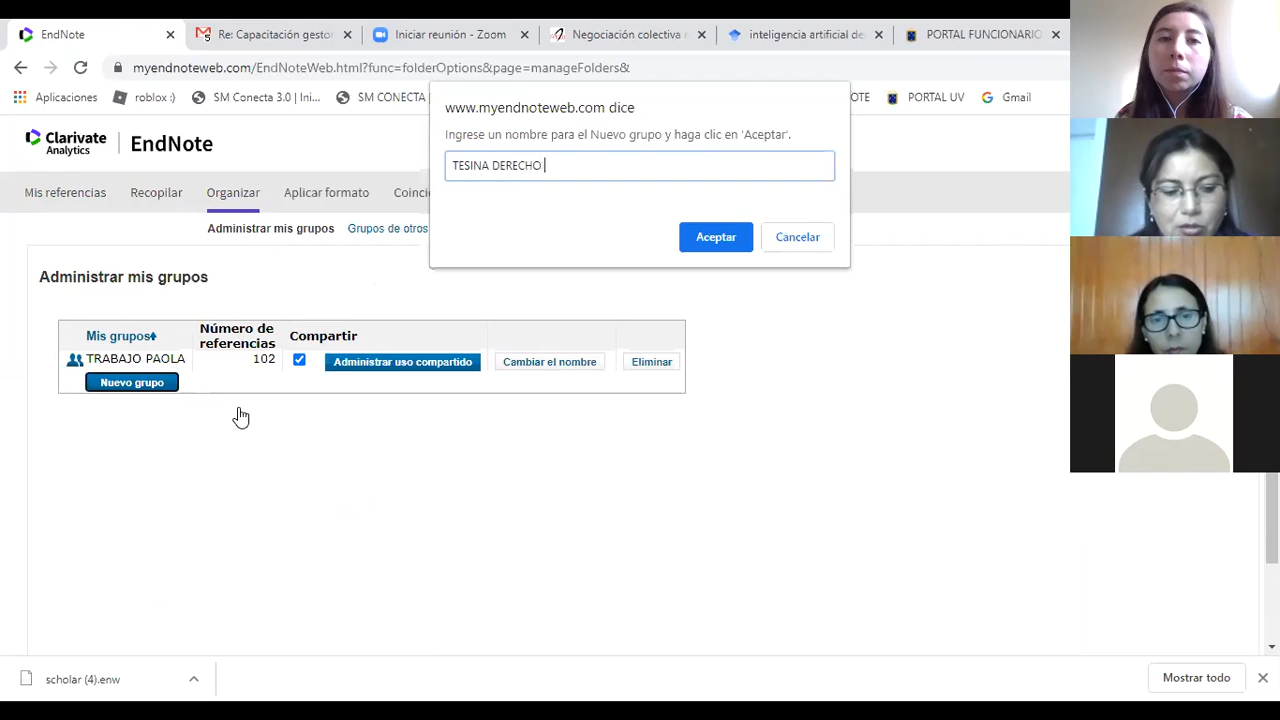 EndNote
Re: Capacitación gesto
Iniciar reunión - Zoom
Negociación colectiva
inteligencia artificial de
PORTAL FUNCIONARIO
myendnoteweb.com/EndNoteWeb.html?func=folderOptions&page=manageFolders&
Aplicaciones
roblox :)
SM Conecta 3.0 | Ini...
SM CONECTA
OTE
PORTAL UV
Gmail
www.myendnoteweb.com dice
Ingrese un nombre para el Nuevo grupo y haga clic en 'Aceptar'.
TESINA DERECHO
Aceptar
Cancelar
Clarivate
Analytics
EndNote
Mis referencias
Recopilar
Organizar
Aplicar formato
Coinci
Administrar mis grupos
Grupos de otros
Administrar mis grupos
Mis grupos
Número de
referencias
Compartir
TRABAJO PAOLA
102
Administrar uso compartido
Cambiar el nombre
Eliminar
Nuevo grupo
scholar (4).enw
Mostrar todo